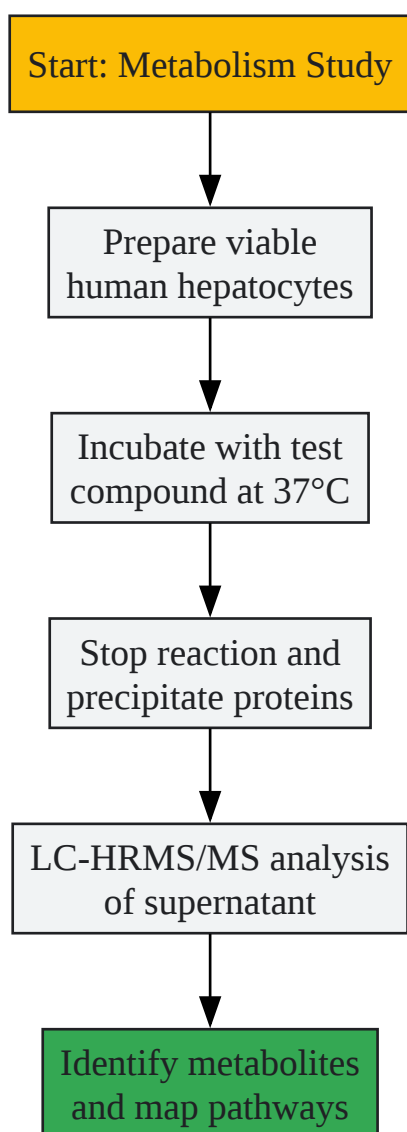 Start: Metabolism Study
Prepare viable
human hepatocytes
Incubate with test
compound at 37°C
Stop reaction and
precipitate proteins
LC-HRMS/MS analysis
of supernatant
Identify metabolites
and map pathways